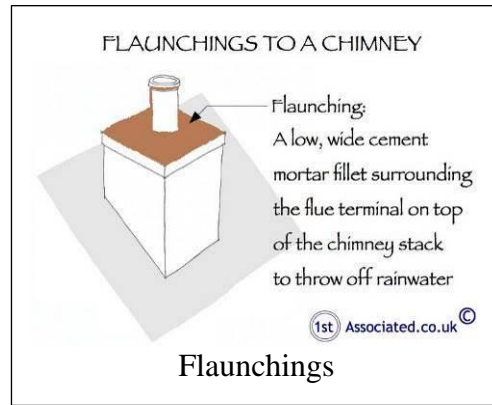 FLAUNCHINGS TO A CHIMNEY
Flaunching:
A low, wide cement
mortar fillet surrounding
the flue terminal on top
of the chimney stack
to throw off rainwater
1st Associated.co.uk ©
Flaunchings